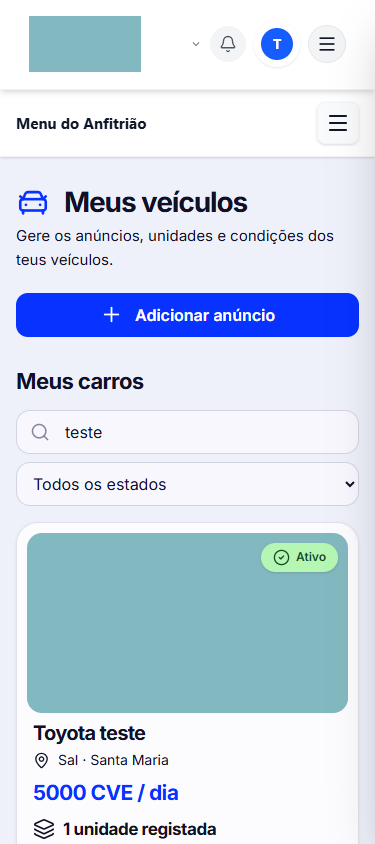 T
Menu do Anfitrião
Meus veículos
Gere os anúncios, unidades e condições dos
teus veículos.
Adicionar anúncio
Meus carros
teste
Todos os estados
Ativo
Toyota teste
Sal · Santa Maria
5000 CVE / dia
1 unidade registada